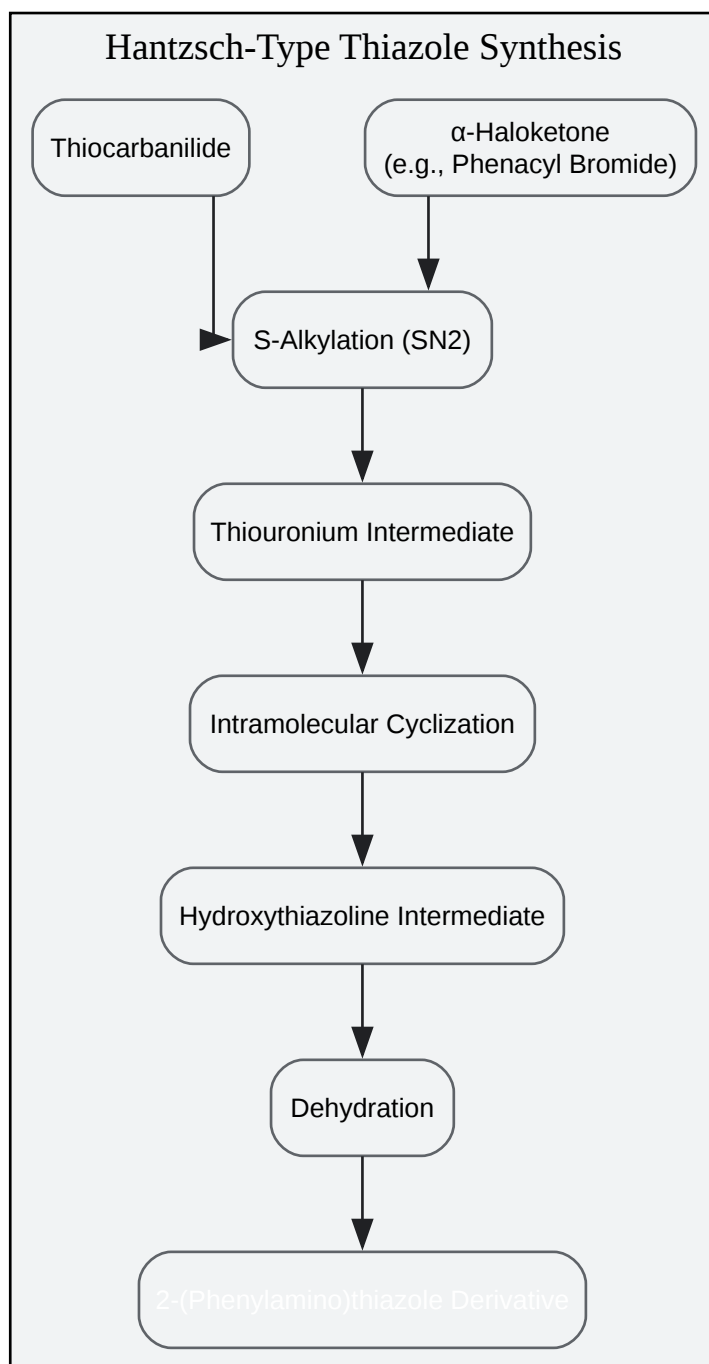 Hantzsch-Type Thiazole Synthesis
Thiocarbanilide
α-Haloketone
(e.g., Phenacyl Bromide)
S-Alkylation (SN2)
Thiouronium Intermediate
Intramolecular Cyclization
Hydroxythiazoline Intermediate
Dehydration
2-(Phenylamino)thiazole Derivative